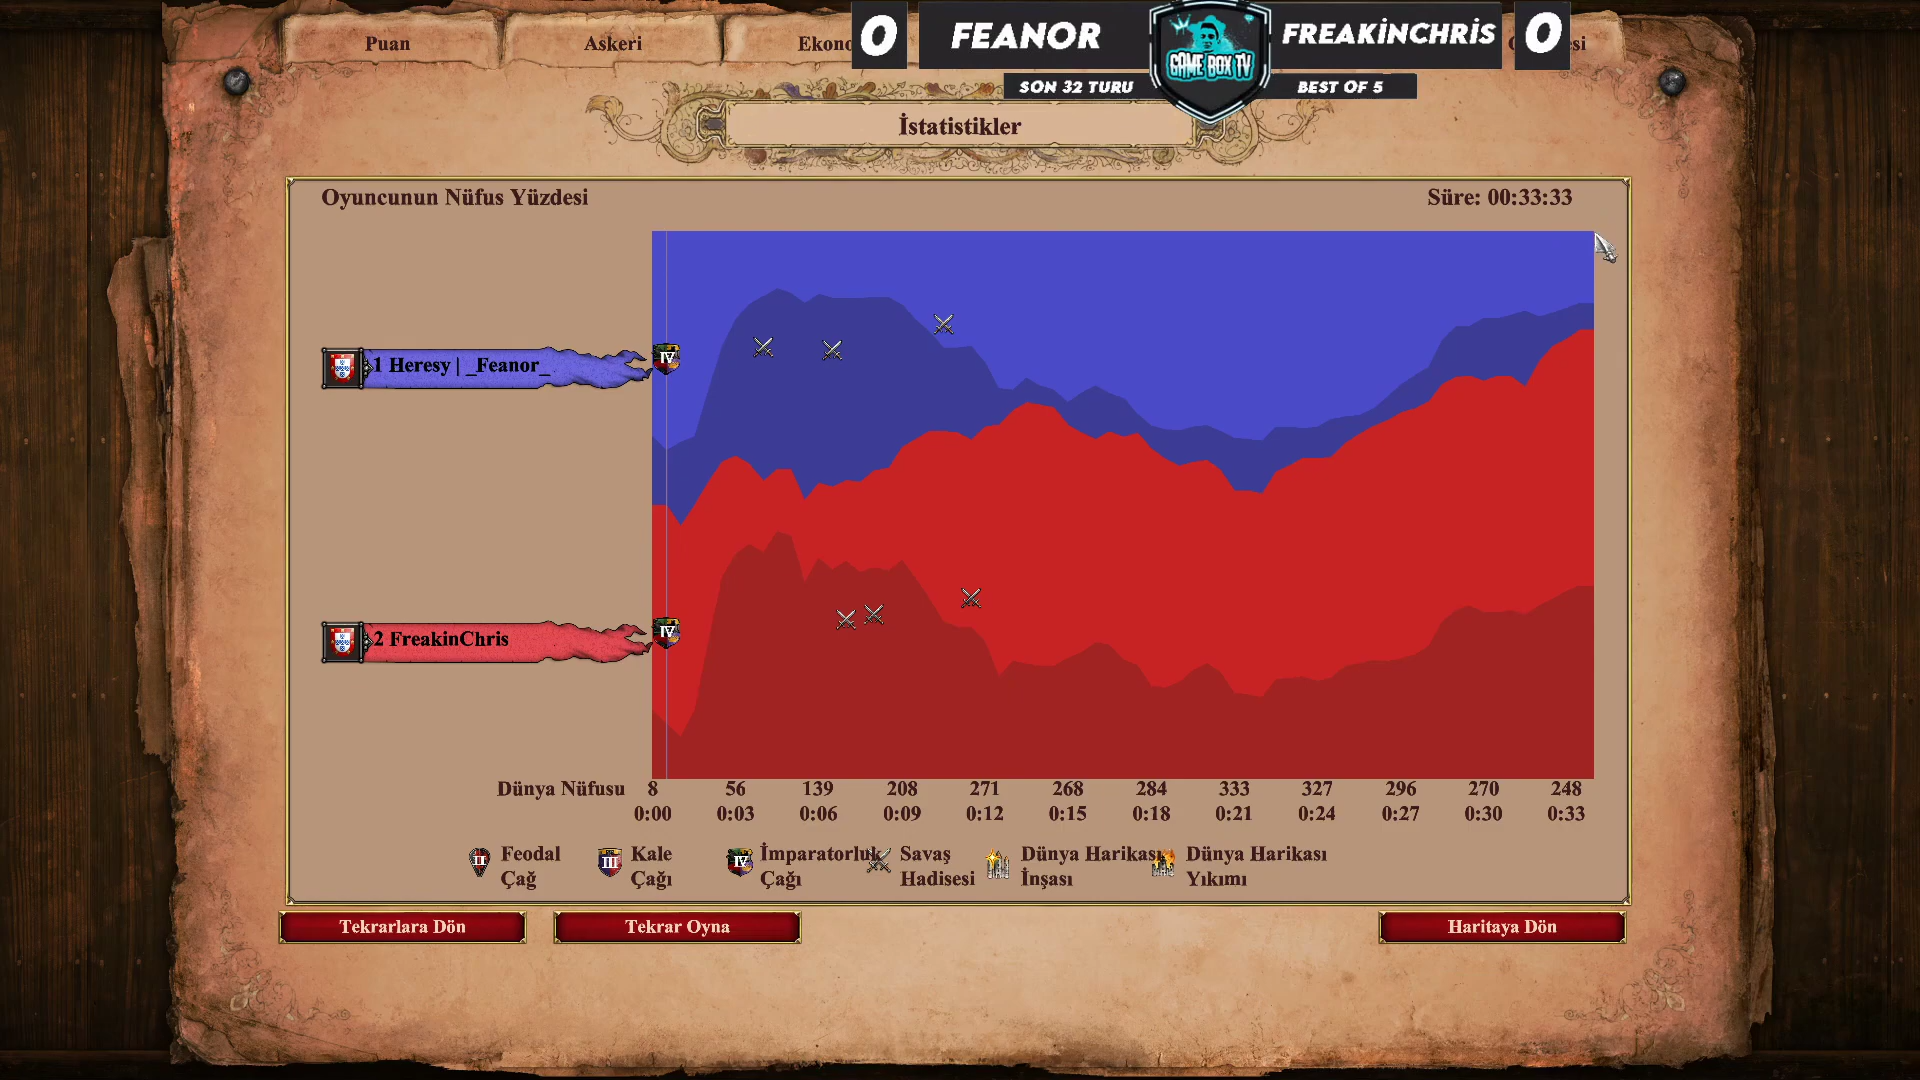 Puan
Askeri
Ekono
0
FEANOR
GAME BOX TV
FREAKİNCHRİS
0
SON 32 TURU
BEST OF 5
İstatistikler
Oyuncunun Nüfus Yüzdesi
Süre: 00:33:33
1 Heresy | _Feanor_
IV
2 FreakinChris
IV
Dünya Nüfusu
8 56 139 208 271 268 284 333 327 296 270 248
0:00 0:03 0:06 0:09 0:12 0:15 0:18 0:21 0:24 0:27 0:30 0:33
II Feodal Çağ
III Kale Çağı
IV İmparatorluk Çağı
Savaş Hadisesi
Dünya Harikası İnşası
Dünya Harikası Yıkımı
Tekrarlara Dön
Tekrar Oyna
Haritaya Dön